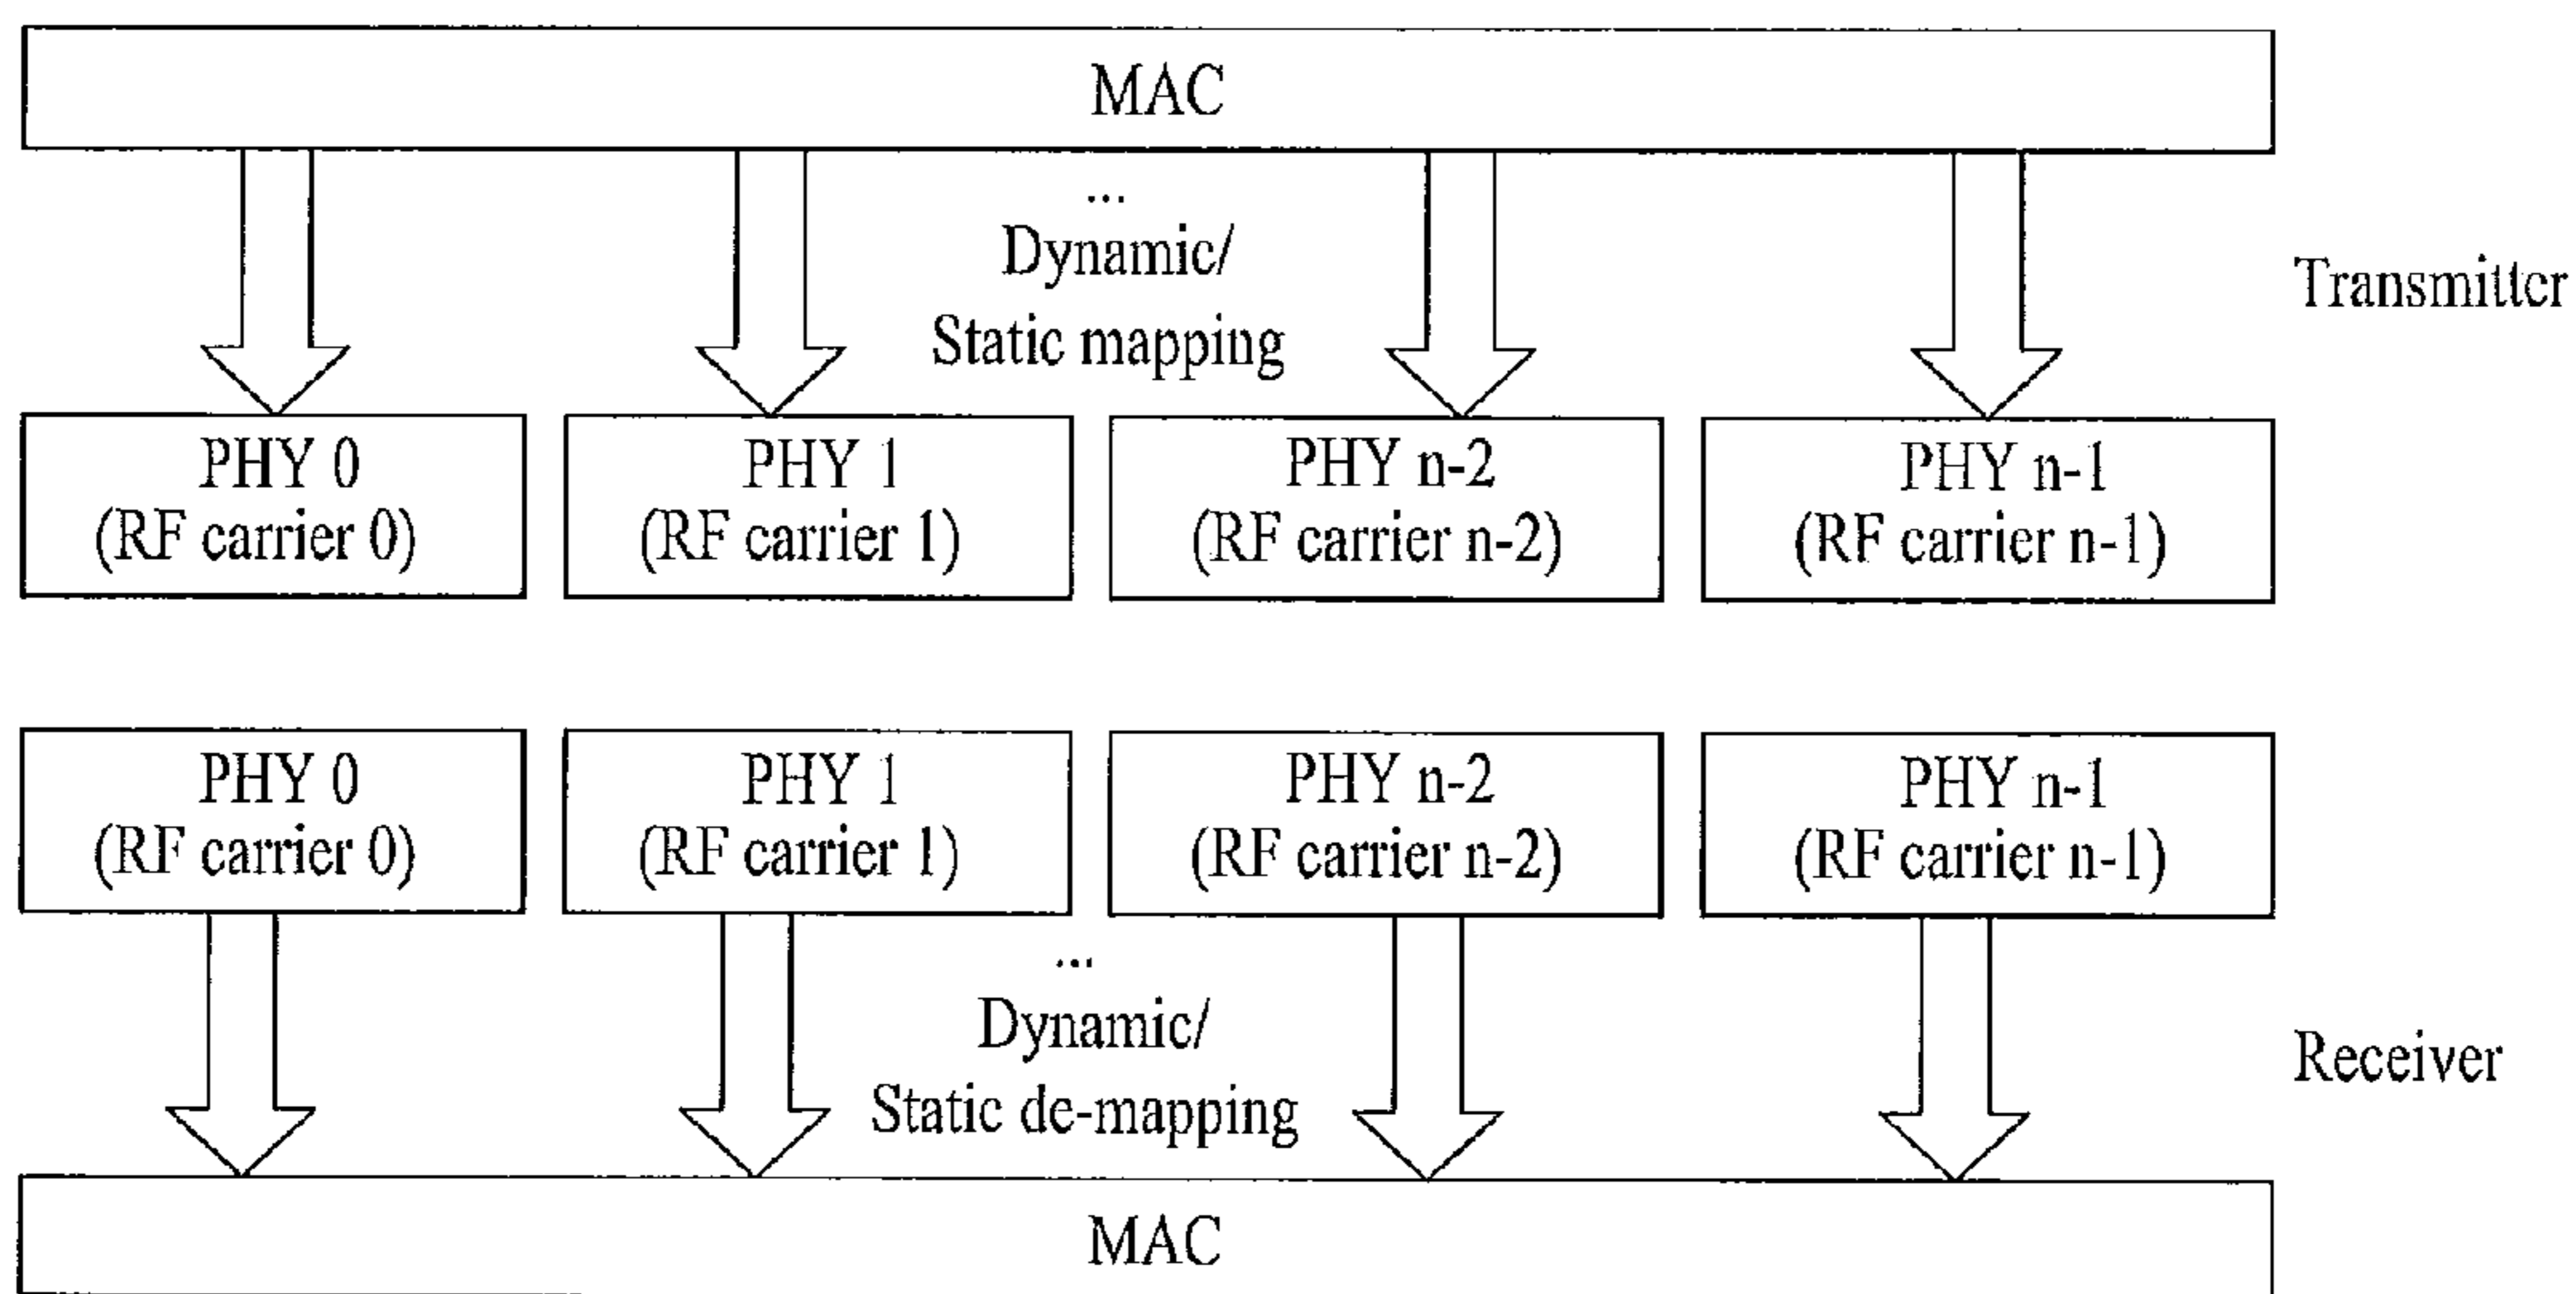 MAC
...
Dynamic/
Static mapping
Transmitter
PHY 0
(RF carrier 0)
PHY 1
(RF carrier 1)
PHY n-2
(RF carrier n-2)
PHY n-1
(RF carrier n-1)
PHY 0
(RF carrier 0)
PHY 1
(RF carrier 1)
PHY n-2
(RF carrier n-2)
PHY n-1
(RF carrier n-1)
...
Dynamic/
Static de-mapping
Receiver
MAC